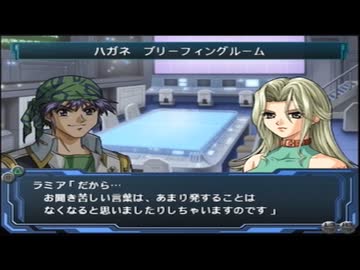 ハガネ　ブリーフィングルーム
ラミア「だから…
お聞き苦しい言葉は、あまり発することは
なくなると思いましたりしちゃいますのです」